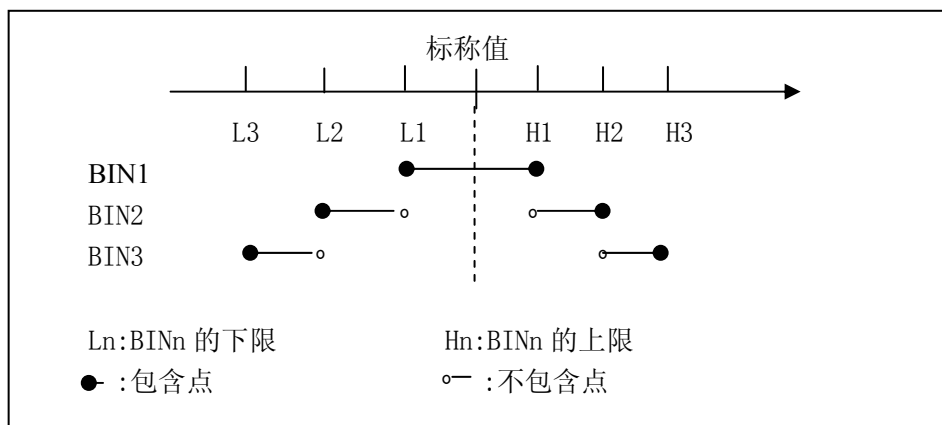 标称值
L3 L2 L1 H1 H2 H3
BIN1
BIN2
BIN3
Ln:BINn 的下限 Hn:BINn 的上限
:包含点 :不包含点